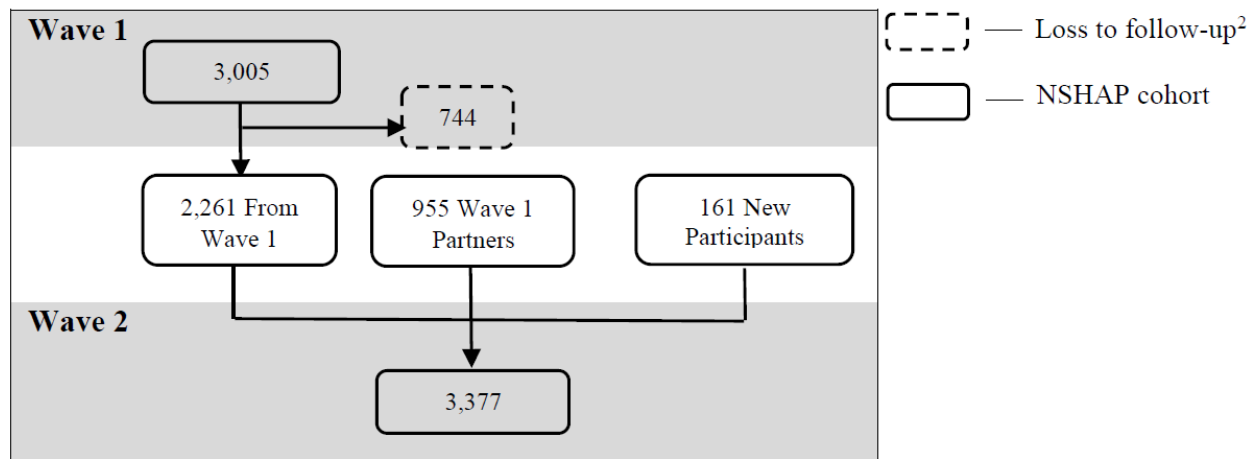 Wave 1
3,005
744
2,261 From
Wave 1
955 Wave 1
Partners
161 New
Participants
Wave 2
3,377
Loss to follow-up²
NSHAP cohort